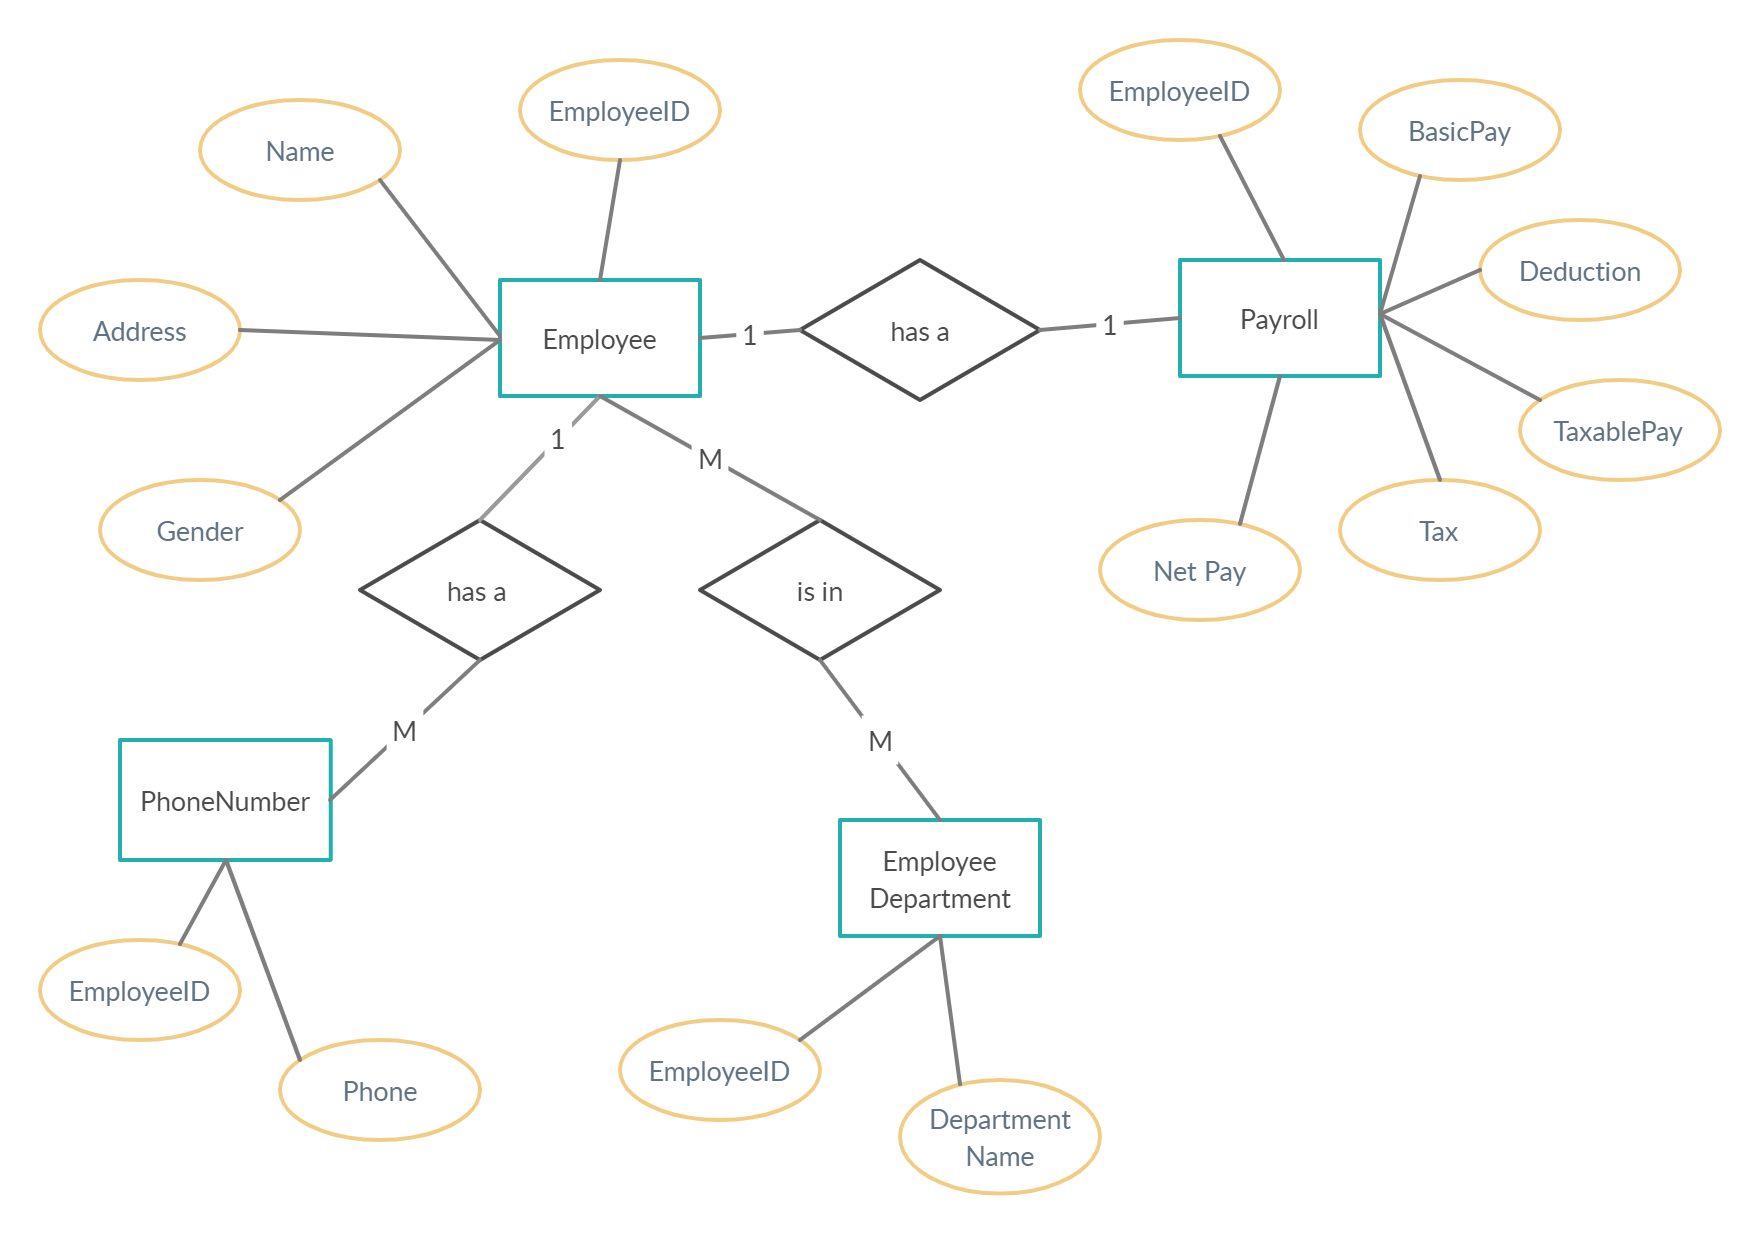 EmployeeID
EmployeeID
BasicPay
Name
Deduction
Address
Employee
1
has a
1
Payroll
TaxablePay
1
M
Gender
Tax
Net Pay
has a
is in
M
M
PhoneNumber
Employee
Department
EmployeeID
Phone
EmployeeID
Department
Name